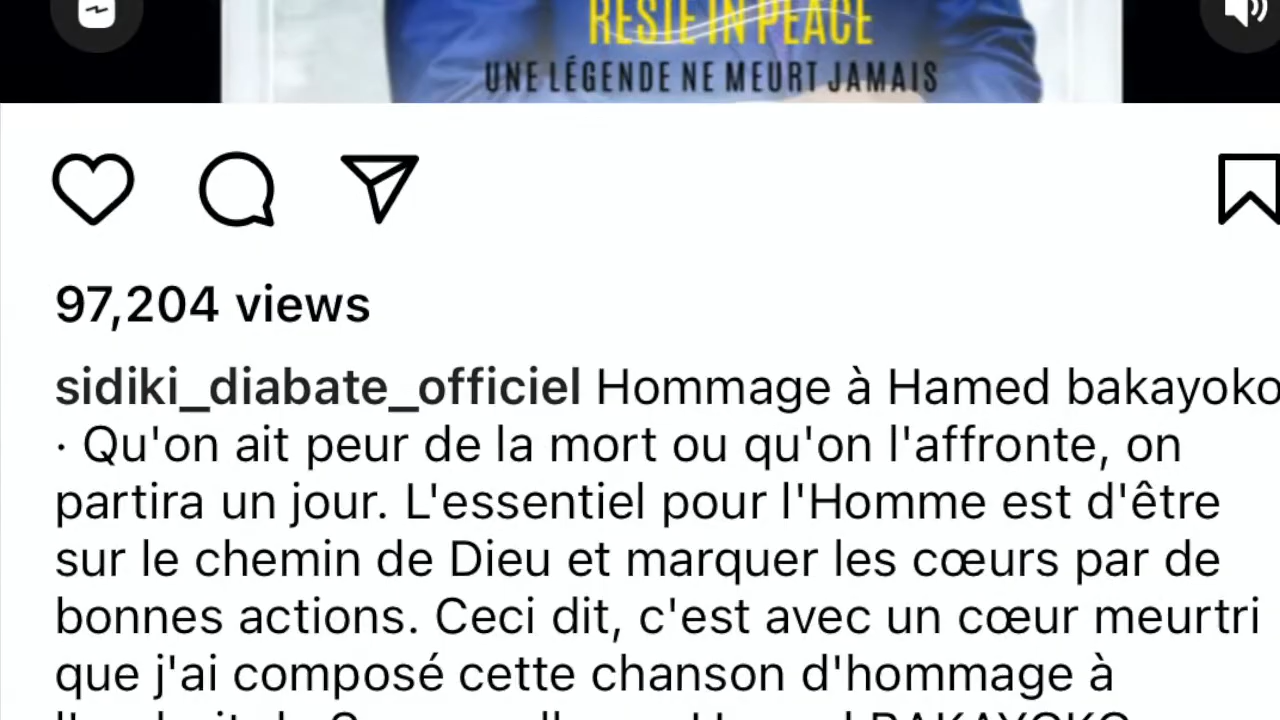 RESTE IN PEACE
UNE LÉGENDE NE MEURT JAMAIS
97,204 views
sidiki_diabate_officiel Hommage à Hamed bakayoko
· Qu'on ait peur de la mort ou qu'on l'affronte, on
partira un jour. L'essentiel pour l'Homme est d'être
sur le chemin de Dieu et marquer les cœurs par de
bonnes actions. Ceci dit, c'est avec un cœur meurtri
que j'ai composé cette chanson d'hommage à